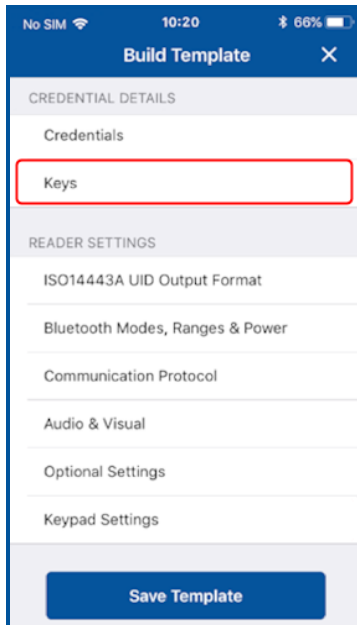 No SIM 10:20 66%
Build Template
CREDENTIAL DETAILS
Credentials
Keys
READER SETTINGS
ISO14443A UID Output Format
Bluetooth Modes, Ranges & Power
Communication Protocol
Audio & Visual
Optional Settings
Keypad Settings
Save Template